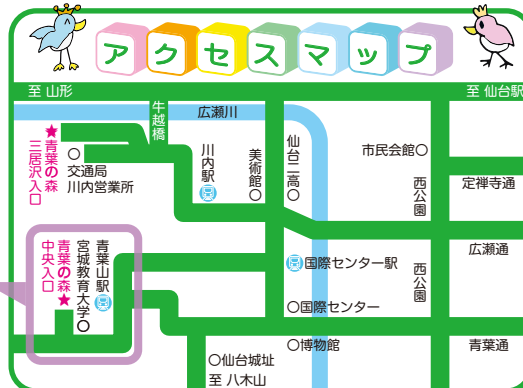 アクセスマップ
至 山形
至 仙台駅
牛越橋
広瀬川
★青葉の森
三居沢入口
交通局
川内営業所
川内駅
美術館
仙台二高
市民会館
西公園
定禅寺通
広瀬通
青葉の森★
中央入口
宮城教育大学
青葉山駅
国際センター駅
西公園
国際センター
博物館
青葉通
仙台城址
至 八木山